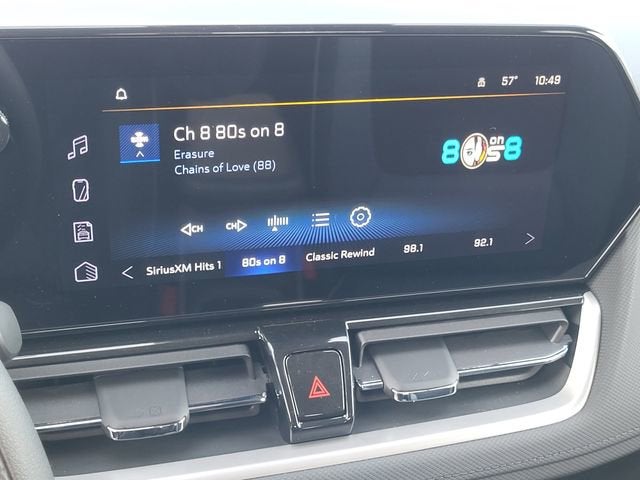 57° 10:49
Ch 8 80s on 8
Erasure
Chains of Love (88)
8 on 8
CH CH
SiriusXM Hits 1 80s on 8 Classic Rewind 98.1 92.1